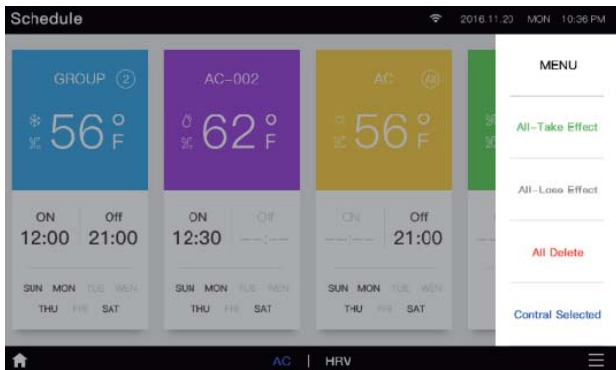 Schedule
2016.11.20 MON 10:36 PM
GROUP 2
56°F
ON Off
12:00 21:00
SUN MON TUE WEN
THU FRI SAT
AC-002
62°F
ON Off
12:30 --:--
SUN MON TUE WEN
THU FRI SAT
AC
56°F
ON Off
--:-- 21:00
SUN MON TUE WEN
THU FRI SAT
MENU
All-Take Effect
All-Lose Effect
All Delete
Contral Selected
AC | HRV